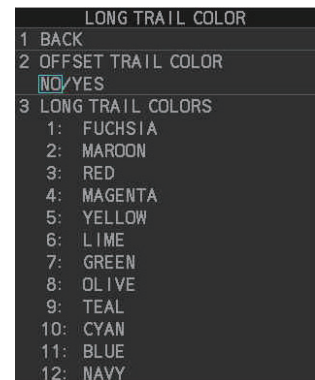 LONG TRAIL COLOR
1 BACK
2 OFFSET TRAIL COLOR
NO/YES
3 LONG TRAIL COLORS
1: FUCHSIA
2: MAROON
3: RED
4: MAGENTA
5: YELLOW
6: LIME
7: GREEN
8: OLIVE
9: TEAL
10: CYAN
11: BLUE
12: NAVY